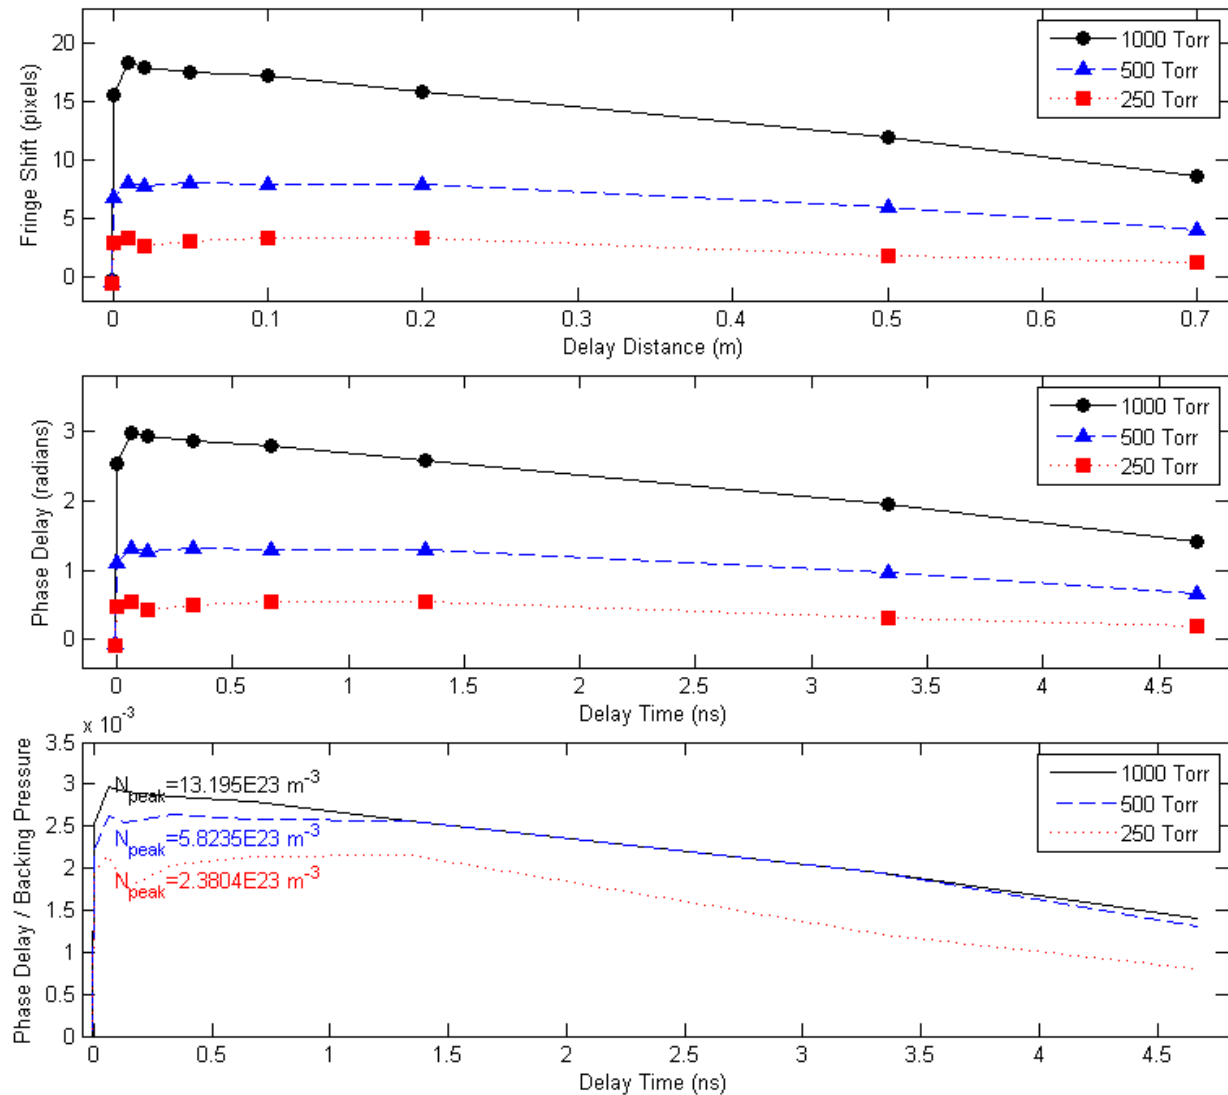 20
15
10
5
0
Fringe Shift (pixels)
1000 Torr
500 Torr
250 Torr
0 0.1 0.2 0.3 0.4 0.5 0.6 0.7
Delay Distance (m)
3
2
1
0
Phase Delay (radians)
1000 Torr
500 Torr
250 Torr
0 0.5 1 1.5 2 2.5 3 3.5 4 4.5
Delay Time (ns)
x 10^-3
3.5
3
2.5
2
1.5
1
0.5
0
Phase Delay / Backing Pressure
N_peak=13.195E23 m^-3
N_peak=5.8235E23 m^-3
N_peak=2.3804E23 m^-3
1000 Torr
500 Torr
250 Torr
0 0.5 1 1.5 2 2.5 3 3.5 4 4.5
Delay Time (ns)